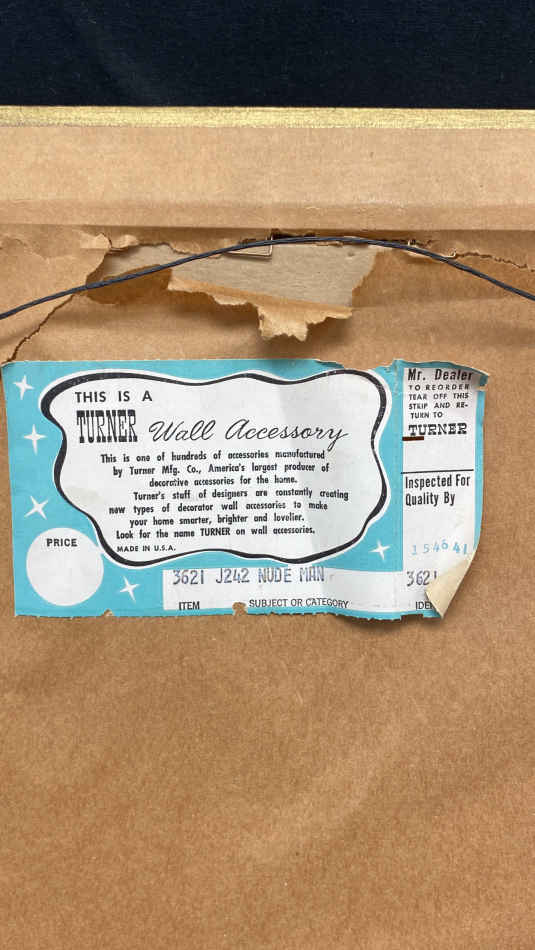 THIS IS A
TURNER Wall Accessory
This is one of hundreds of accessories manufactured
by Turner Mfg. Co., America's largest producer of
decorative accessories for the home.
Turner's stuff of designers are constantly creating
new types of decorator wall accessories to make
your home smarter, brighter and lovelier.
Look for the name TURNER on wall accessories.
MADE IN U.S.A.
PRICE
3621 J242 NUDE MAN
ITEM SUBJECT OR CATEGORY
Mr. Dealer
TO REORDER
TEAR OFF THIS
STRIP AND RE-
TURN TO
TURNER
Inspected For
Quality By
154641
3621